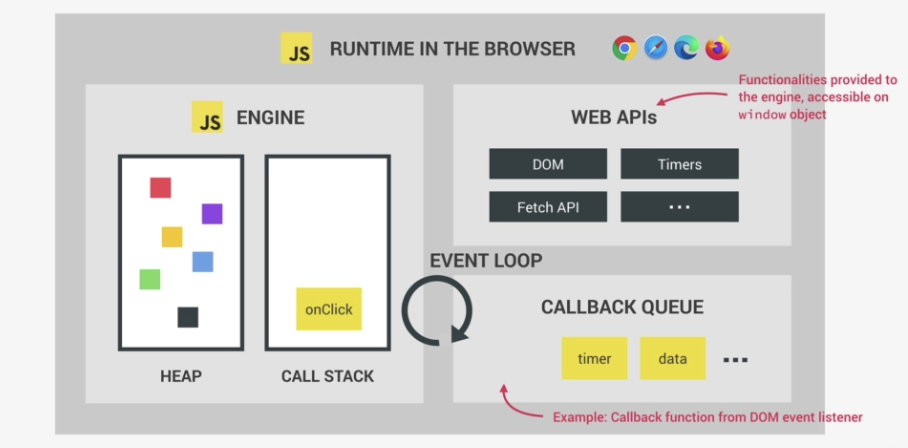 JS RUNTIME IN THE BROWSER
Functionalities provided to
the engine, accessible on
window object
JS ENGINE
WEB APIs
DOM
Timers
Fetch API
...
EVENT LOOP
onClick
CALLBACK QUEUE
timer
data
...
HEAP
CALL STACK
Example: Callback function from DOM event listener